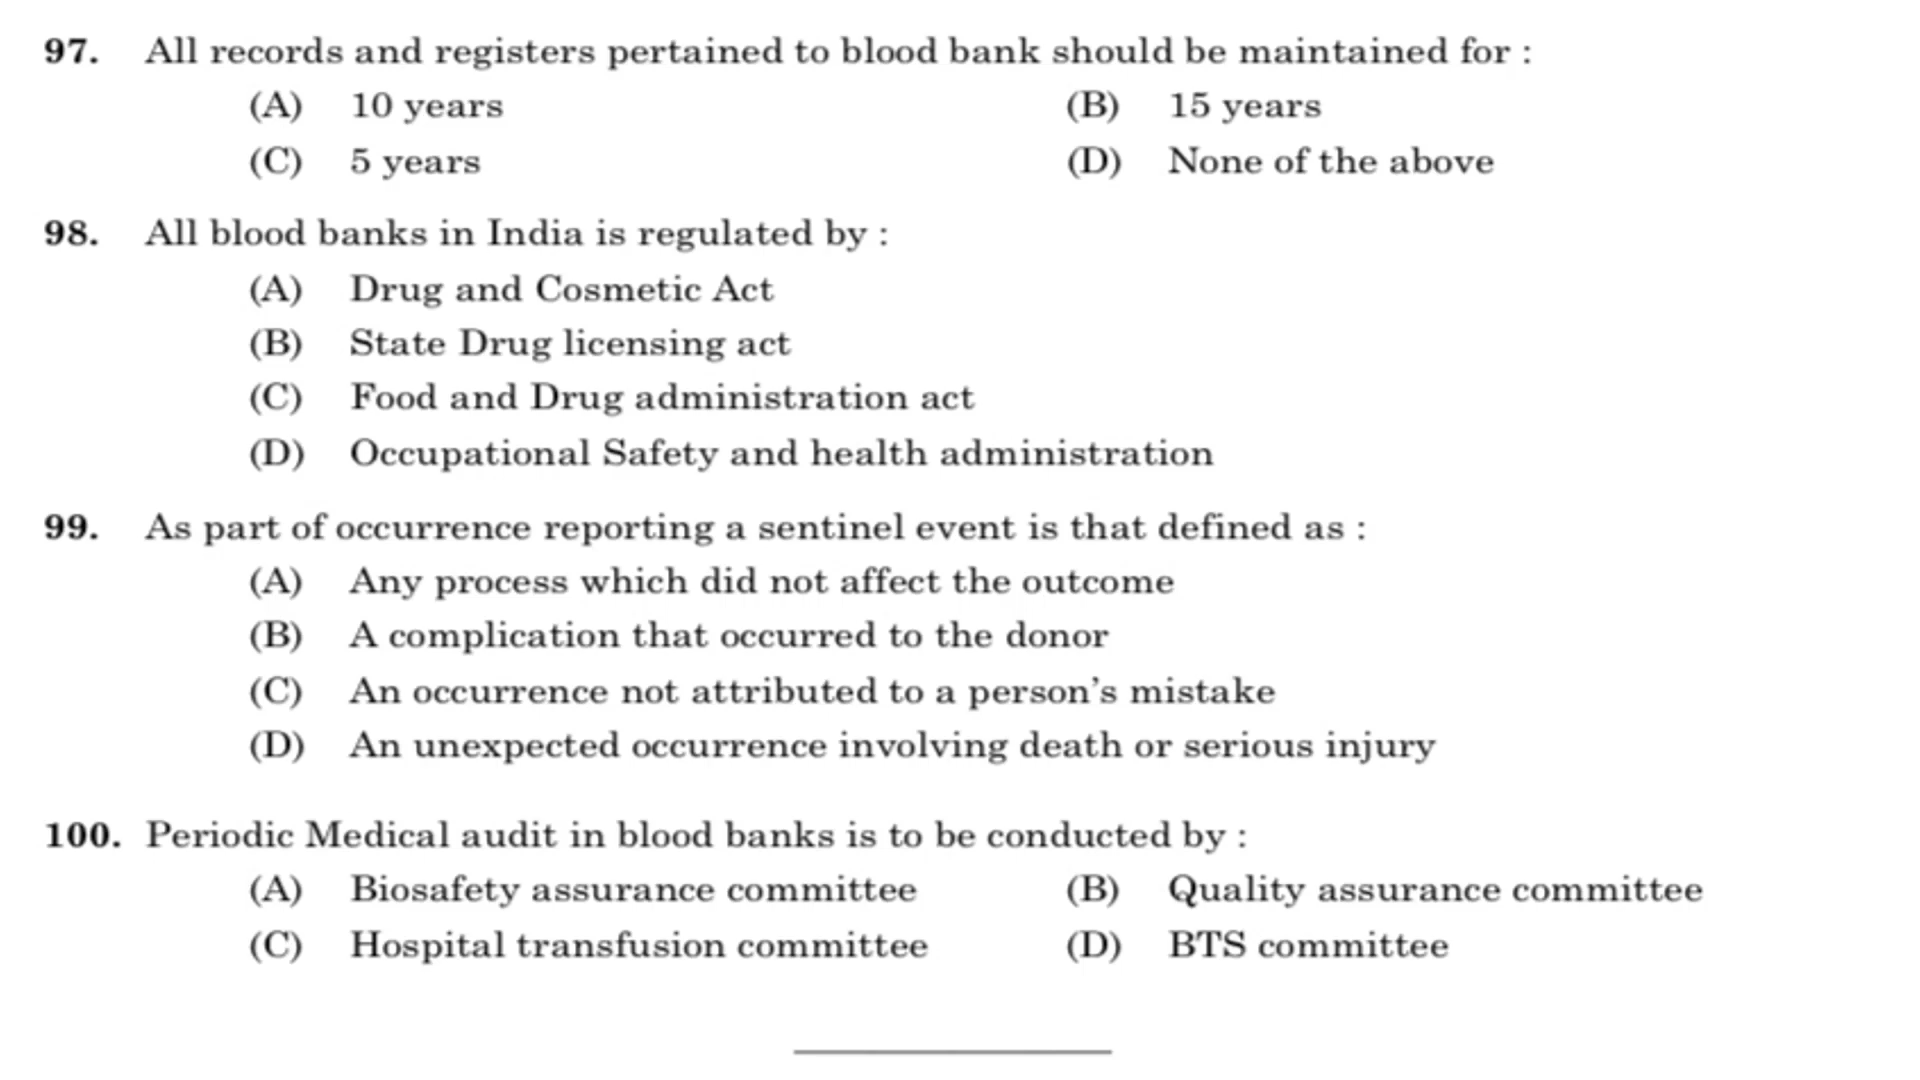 97. All records and registers pertained to blood bank should be maintained for :
(A) 10 years (B) 15 years
(C) 5 years (D) None of the above
98. All blood banks in India is regulated by :
(A) Drug and Cosmetic Act
(B) State Drug licensing act
(C) Food and Drug administration act
(D) Occupational Safety and health administration
99. As part of occurrence reporting a sentinel event is that defined as :
(A) Any process which did not affect the outcome
(B) A complication that occurred to the donor
(C) An occurrence not attributed to a person's mistake
(D) An unexpected occurrence involving death or serious injury
100. Periodic Medical audit in blood banks is to be conducted by :
(A) Biosafety assurance committee (B) Quality assurance committee
(C) Hospital transfusion committee (D) BTS committee